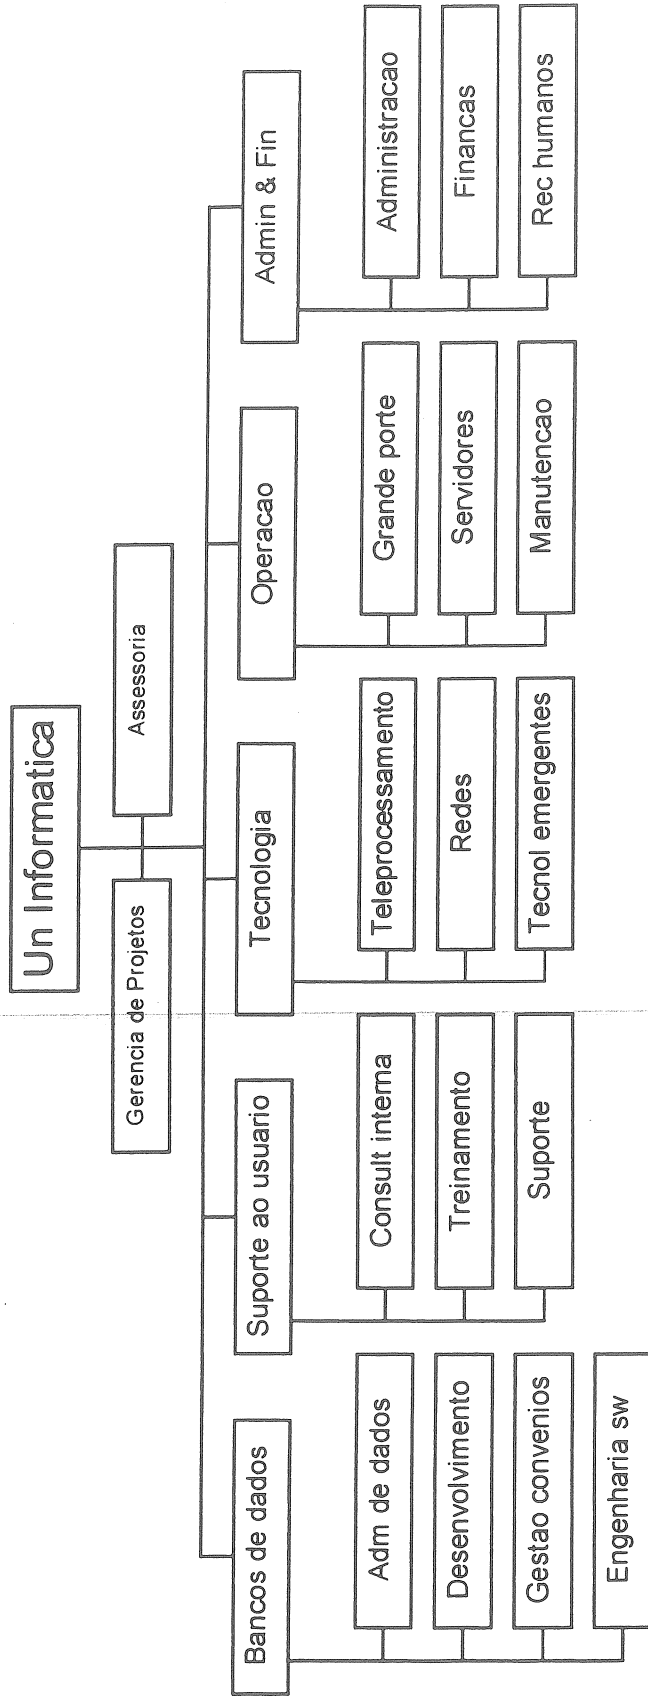 Un Informatica
Gerencia de Projetos
Assessoria
Bancos de dados
Suporte ao usuario
Tecnologia
Operacao
Admin & Fin
Adm de dados
Desenvolvimento
Gestao convenios
Engenharia sw
Consult interna
Treinamento
Suporte
Teleprocessamento
Redes
Tecnol emergentes
Grande porte
Servidores
Manutencao
Administracao
Financas
Rec humanos